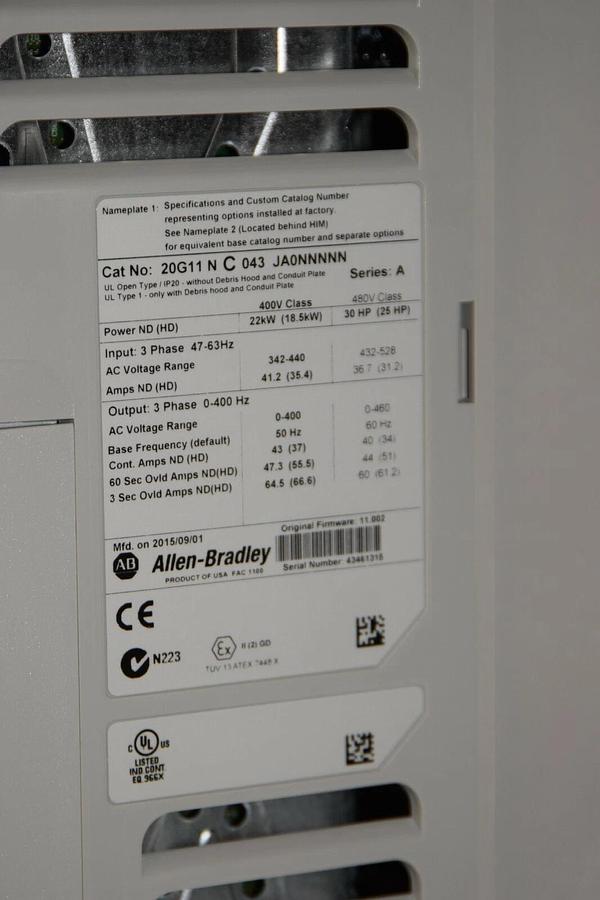 Nameplate 1: Specifications and Custom Catalog Number
representing options installed at factory.
See Nameplate 2 (Located behind HIM)
for equivalent base catalog number and separate options
Cat No: 20G11 N C 043 JA0NNNNN
UL Open Type / IP20 - without Debris Hood and Conduit Plate
UL Type 1 - only with Debris hood and Conduit Plate
Series: A
400V Class 480V Class
Power ND (HD) 22kW (18.5kW) 30 HP (25 HP)
Input: 3 Phase 47-63Hz
AC Voltage Range 342-440 432-528
Amps ND (HD) 41.2 (35.4) 36.7 (31.2)
Output: 3 Phase 0-400 Hz
AC Voltage Range 0-400 0-460
Base Frequency (default) 50 Hz 60 Hz
Cont. Amps ND (HD) 43 (37) 40 (34)
60 Sec Ovld Amps ND(HD) 47.3 (55.5) 44 (51)
3 Sec Ovld Amps ND(HD) 64.5 (66.6) 60 (61.2)
Mfd. on 2015/09/01
Original Firmware: 11.002
AB Allen-Bradley
PRODUCT OF USA FAC 1100
Serial Number: 43461315
CE
N223
Ex II (2) GD
TUV 13 ATEX 7448 X
C UL US
LISTED
IND.CONT.
EQ.966X